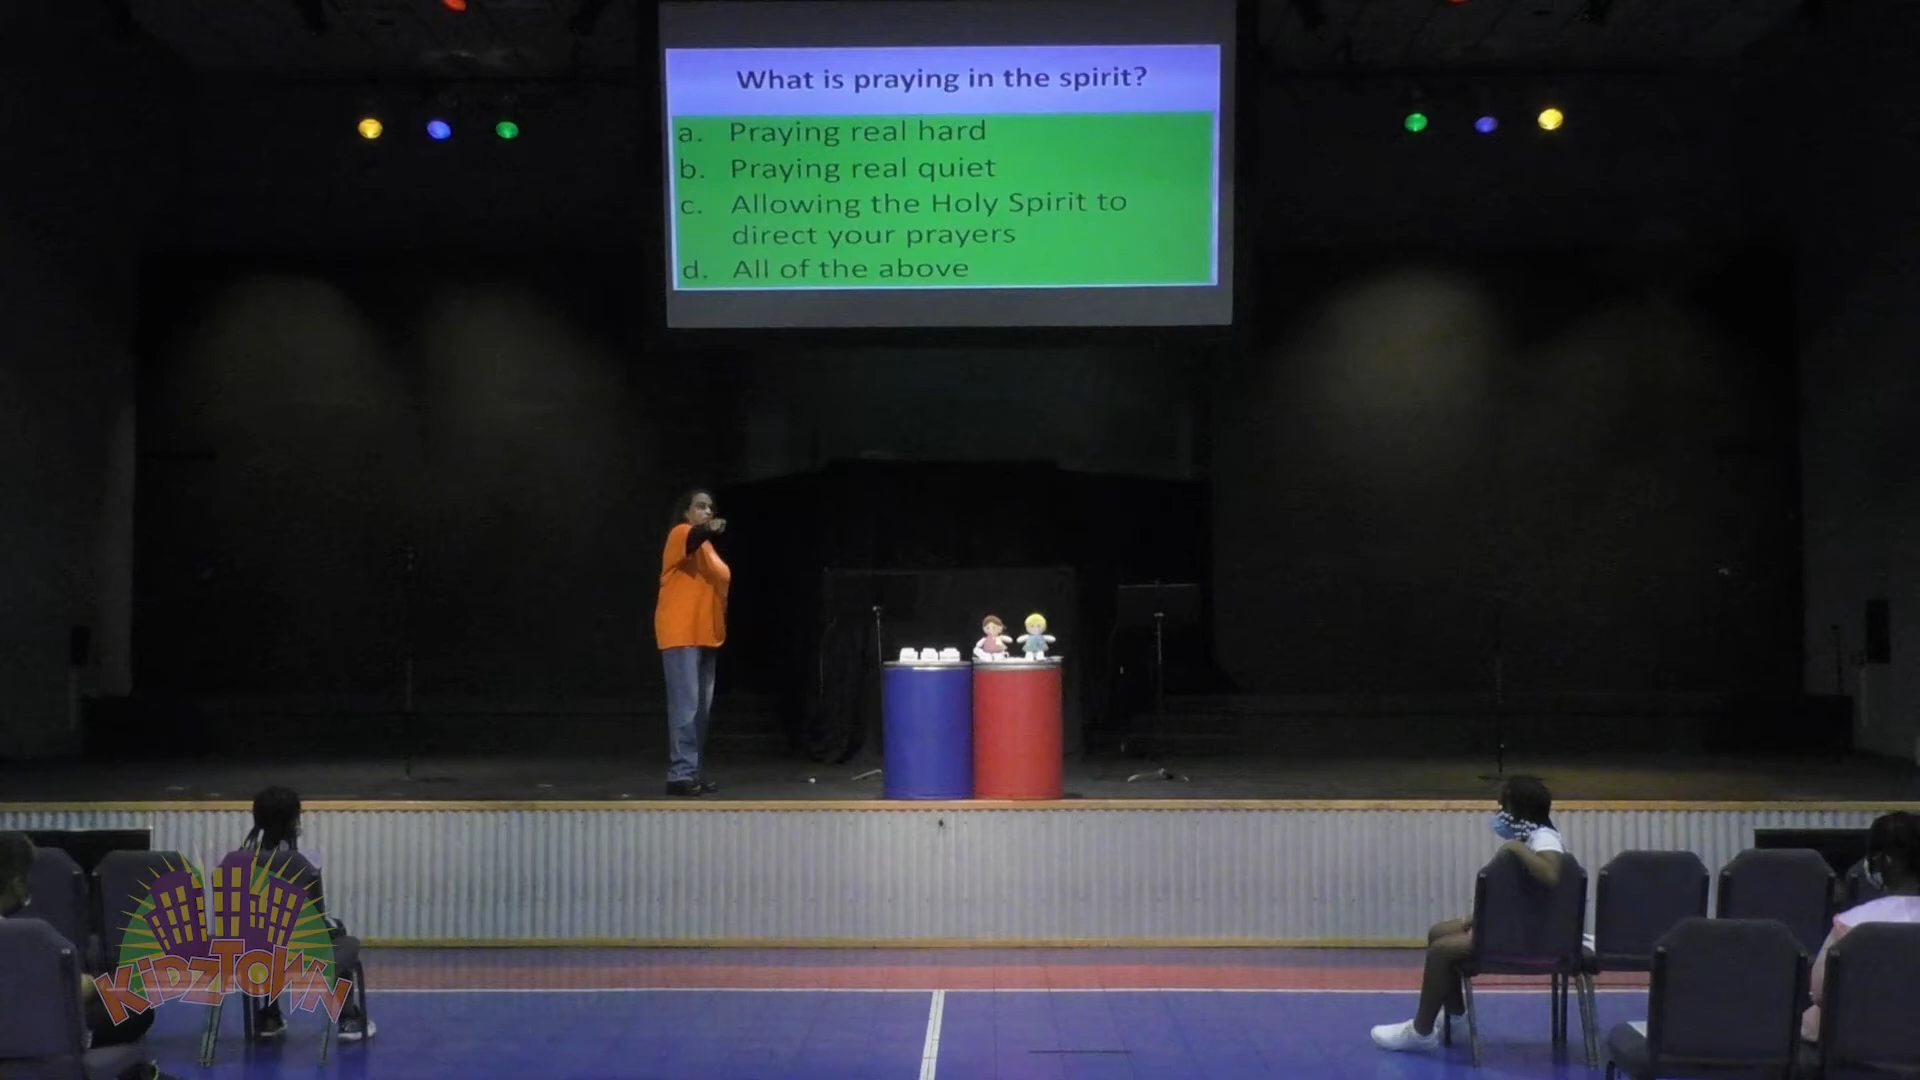 What is praying in the spirit?
a. Praying real hard
b. Praying real quiet
c. Allowing the Holy Spirit to
direct your prayers
d. All of the above
KIDZTOWN